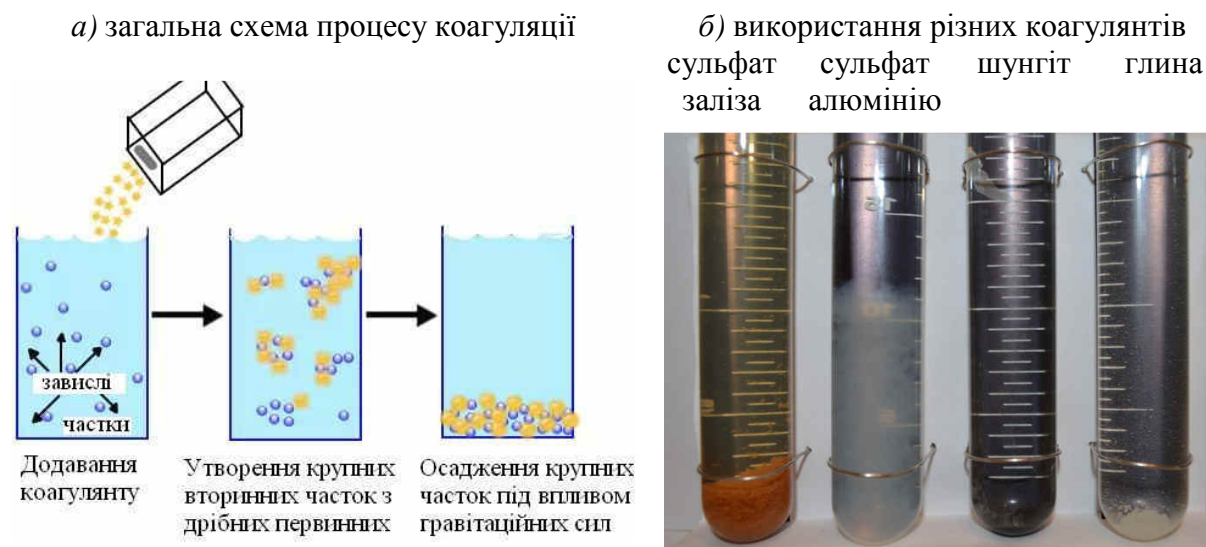 а) загальна схема процесу коагуляції
зависlі
частки
Додавання
коагулянту
Утворення крупних
вторинних часток з
дрібних первинних
Осадження крупних
часток під впливом
гравітаційних сил
б) використання різних коагулянтів
сульфат сульфат шунгіт глина
заліза алюмінію